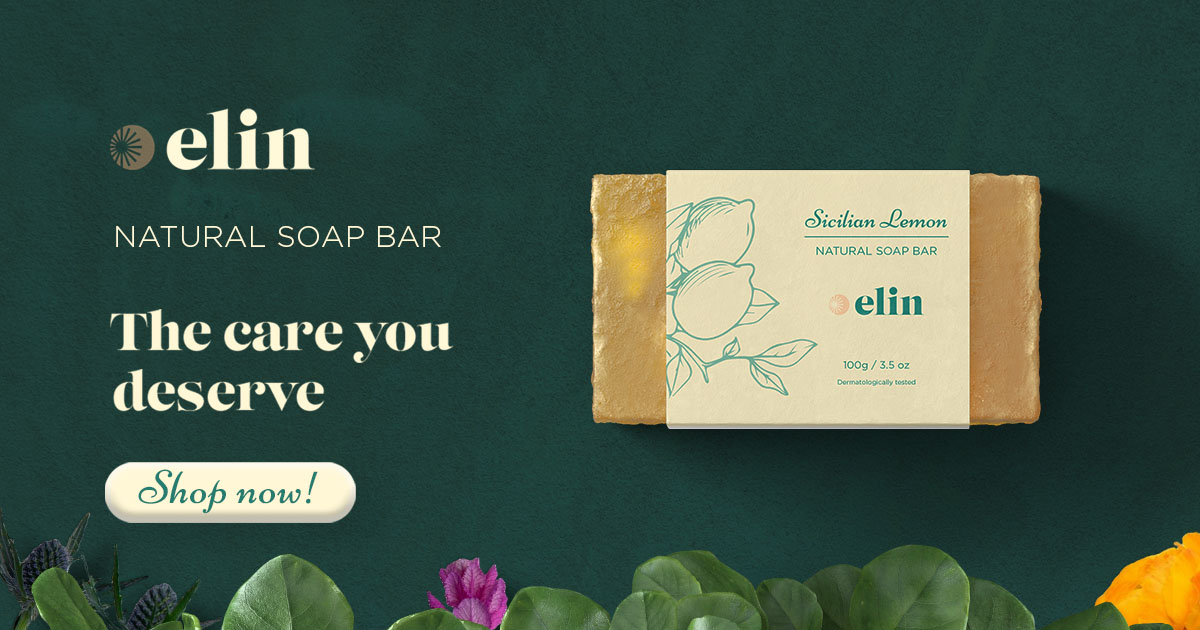 elin
NATURAL SOAP BAR
The care you
deserve
Shop now!
Sicilian Lemon
NATURAL SOAP BAR
elin
100g / 3.5 oz
Dermatologically tested